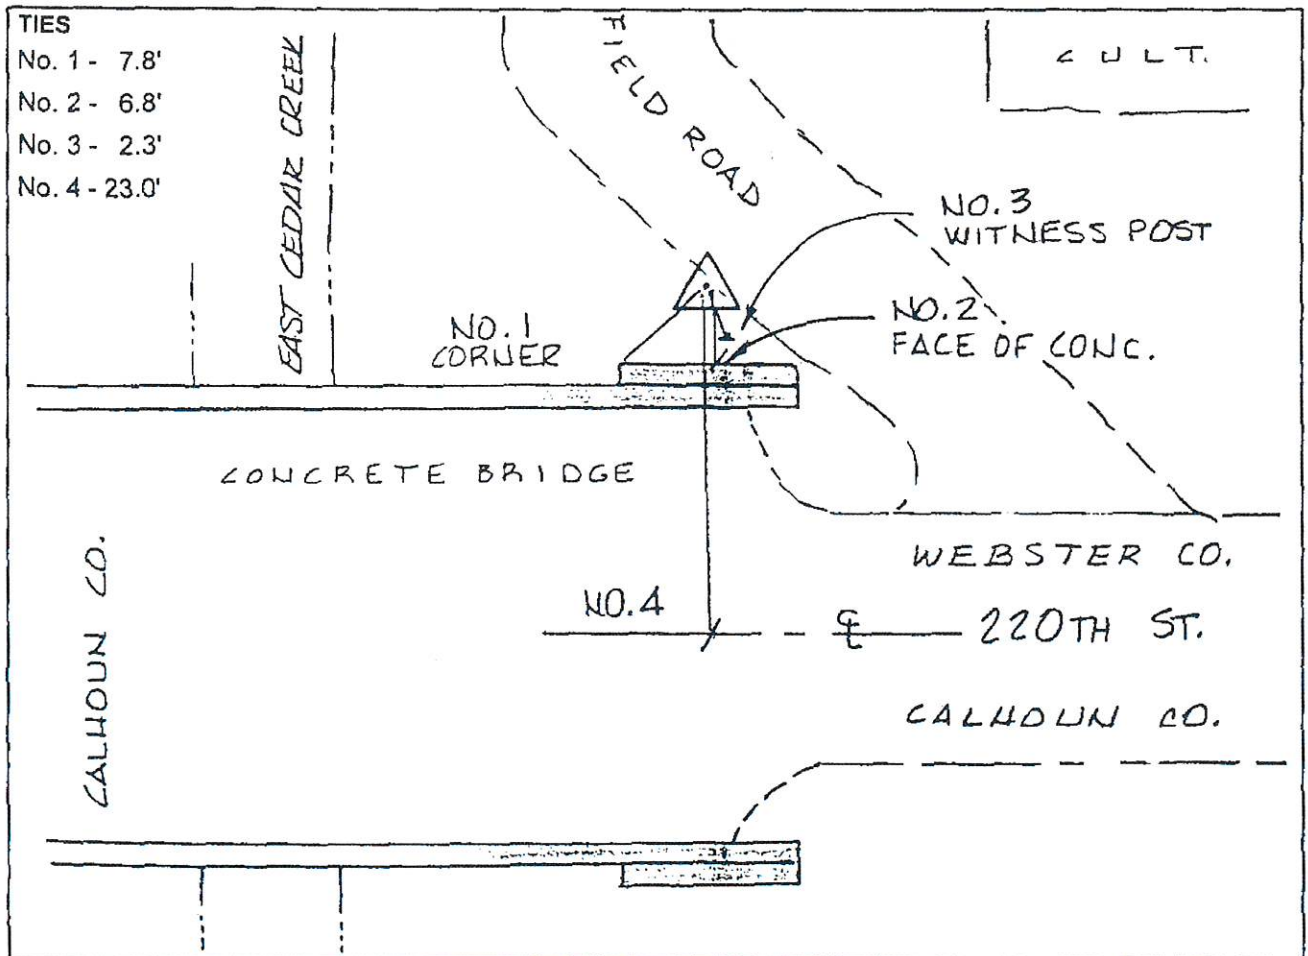 TIES
No. 1 - 7.8'
No. 2 - 6.8'
No. 3 - 2.3'
No. 4 - 23.0'
EAST CEDAR CREEK
FIELD ROAD
CULT.
NO.3
WITNESS POST
NO.1
CORNER
NO.2
FACE OF CONC.
CONCRETE BRIDGE
CALHOUN CO.
WEBSTER CO.
NO.4
℄ 220TH ST.
CALHOUN CO.